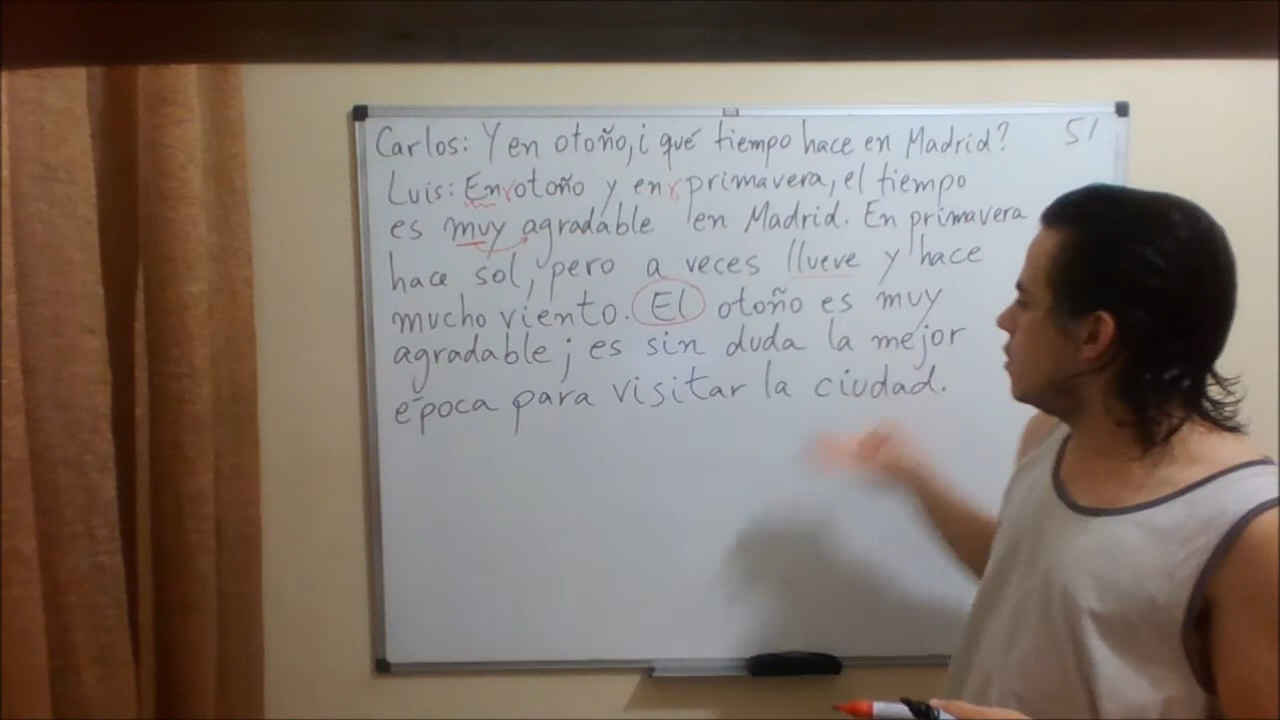 Carlos: Y en otoño, ¿qué tiempo hace en Madrid? 51
Luis: En otoño y en primavera, el tiempo
es muy agradable en Madrid. En primavera
hace sol, pero a veces llueve y hace
mucho viento. El otoño es muy
agradable; es sin duda la mejor
época para visitar la ciudad.